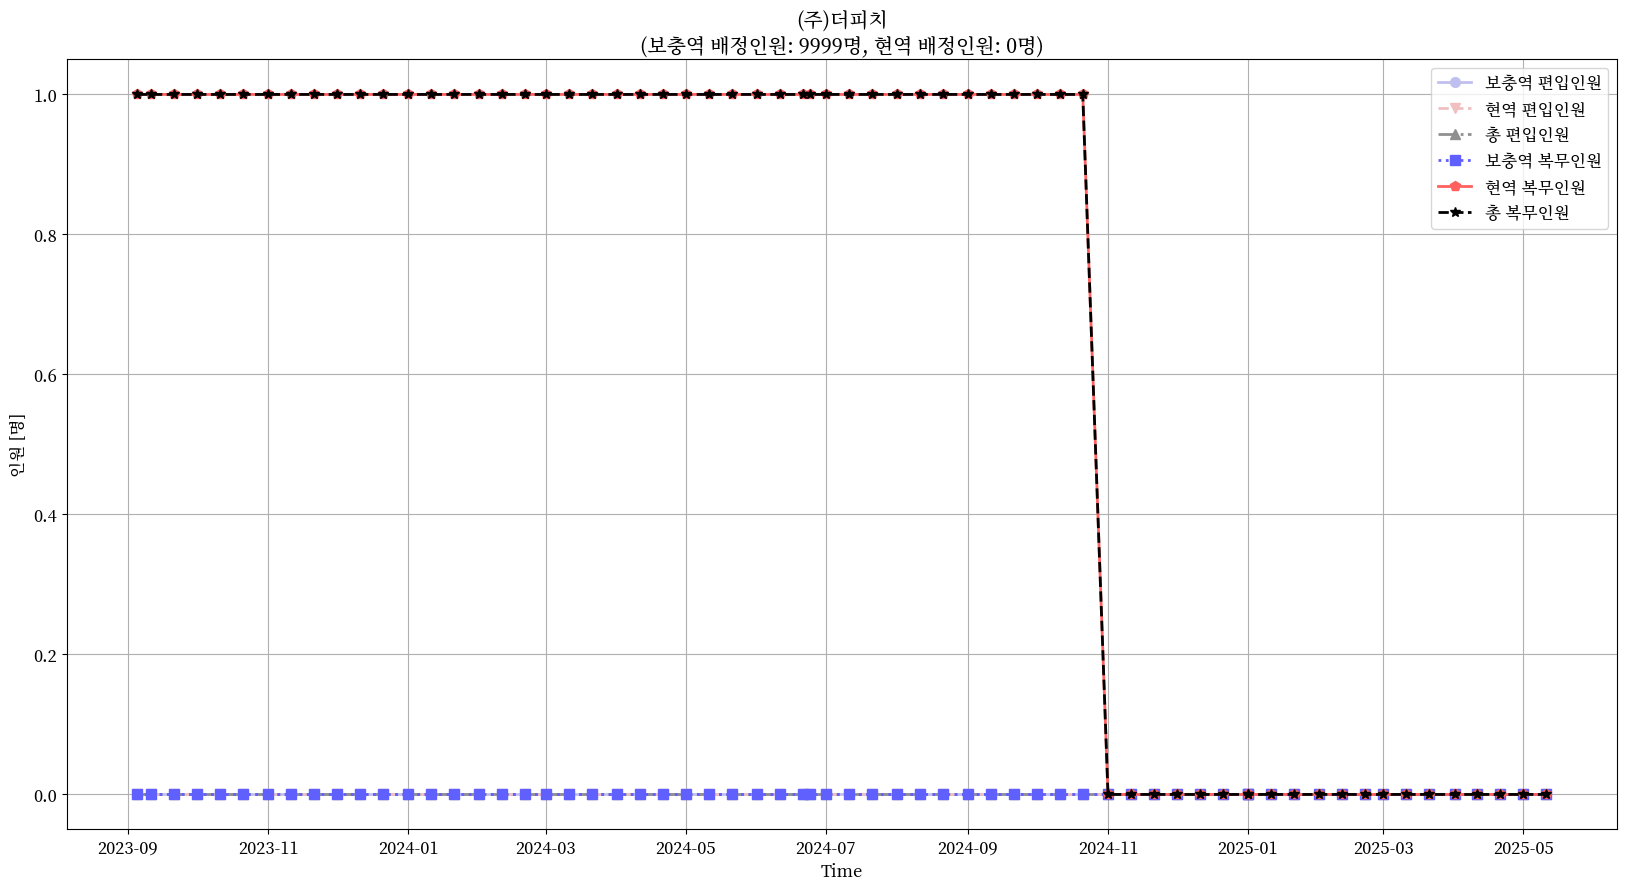 (주)더피치
(보충역 배정인원: 9999명, 현역 배정인원: 0명)
보충역 편입인원
현역 편입인원
총 편입인원
보충역 복무인원
현역 복무인원
총 복무인원
인원 [명]
1.0
0.8
0.6
0.4
0.2
0.0
2023-09
2023-11
2024-01
2024-03
2024-05
2024-07
2024-09
2024-11
2025-01
2025-03
2025-05
Time